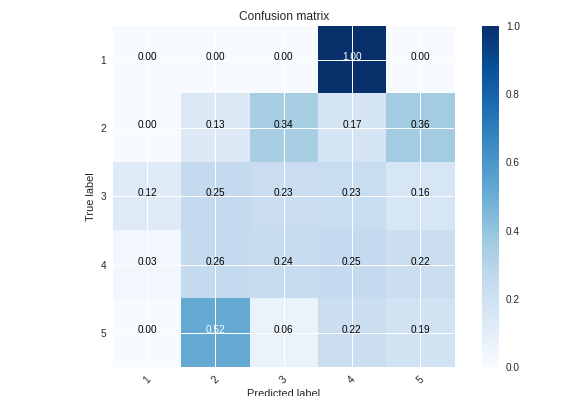 Confusion matrix
1 0.00 0.00 0.00 1.00 0.00
2 0.00 0.13 0.34 0.17 0.36
3 0.12 0.25 0.23 0.23 0.16
4 0.03 0.26 0.24 0.25 0.22
5 0.00 0.52 0.06 0.22 0.19
1 2 3 4 5
True label
Predicted label
1.0
0.8
0.6
0.4
0.2
0.0